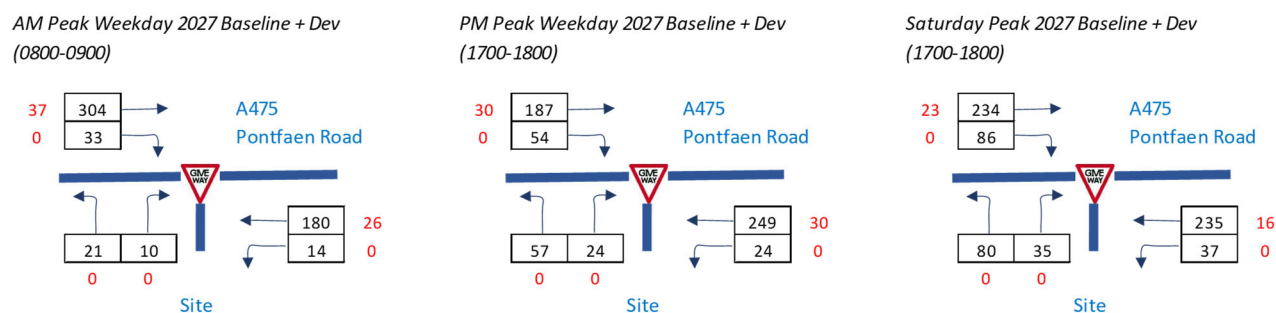 AM Peak Weekday 2027 Baseline + Dev
(0800-0900)
37 304 A475
0 33 Pontfaen Road
GIVE
WAY
180 26
21 10 14 0
0 0
Site
PM Peak Weekday 2027 Baseline + Dev
(1700-1800)
30 187 A475
0 54 Pontfaen Road
GIVE
WAY
249 30
57 24 24 0
0 0
Site
Saturday Peak 2027 Baseline + Dev
(1700-1800)
23 234 A475
0 86 Pontfaen Road
GIVE
WAY
235 16
80 35 37 0
0 0
Site